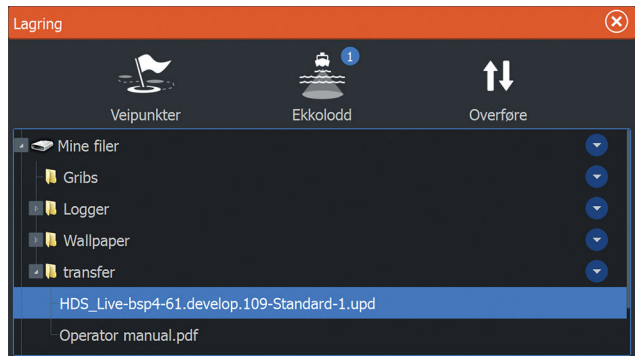 Lagring
1
Veipunkter
Ekkolodd
Overføre
Mine filer
Gribs
Logger
Wallpaper
transfer
HDS_Live-bsp4-61.develop.109-Standard-1.upd
Operator manual.pdf